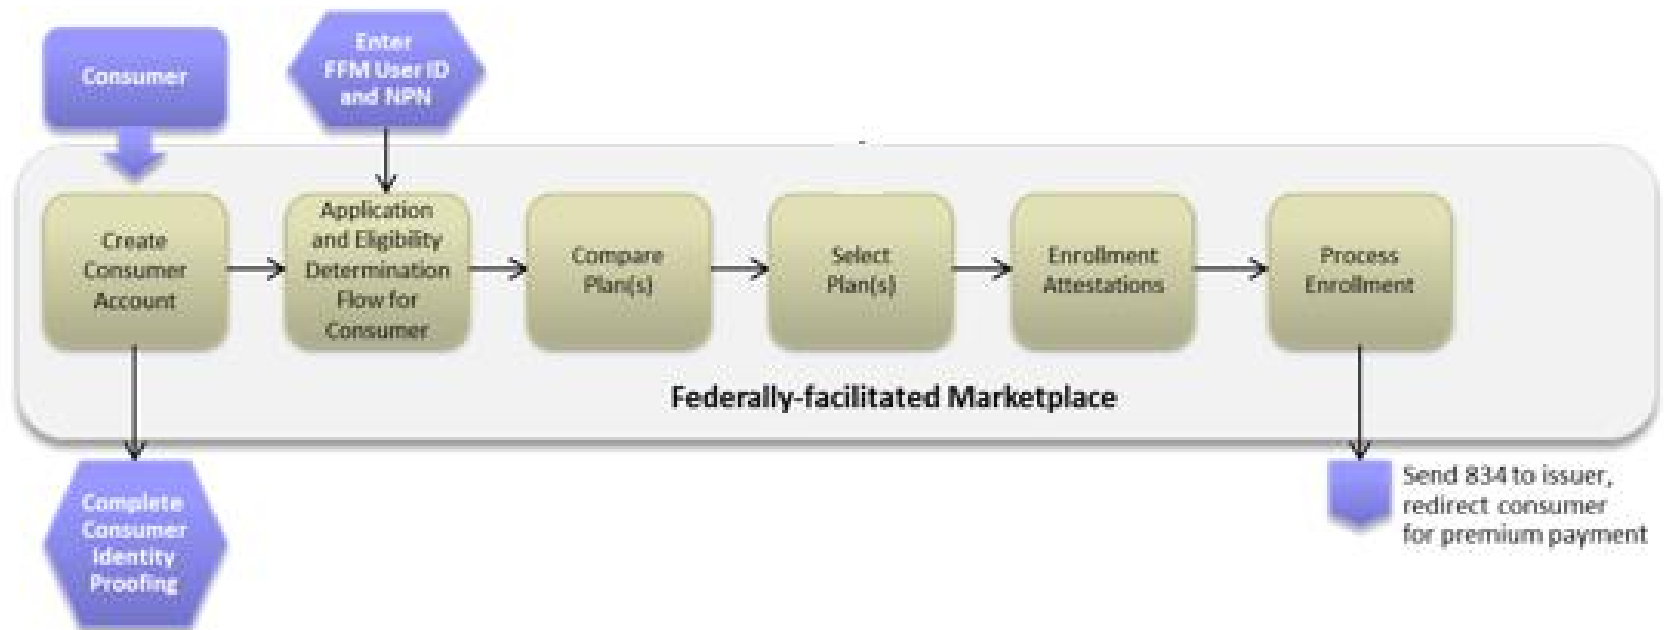 Consumer
Enter
FFM User ID
and NPN
Create
Consumer
Account
Application
and Eligibility
Determination
Flow for
Consumer
Compare
Plan(s)
Select
Plan(s)
Enrollment
Attestations
Process
Enrollment
Federally-facilitated Marketplace
Complete
Consumer
Identity
Proofing
Send 834 to issuer,
redirect consumer
for premium payment